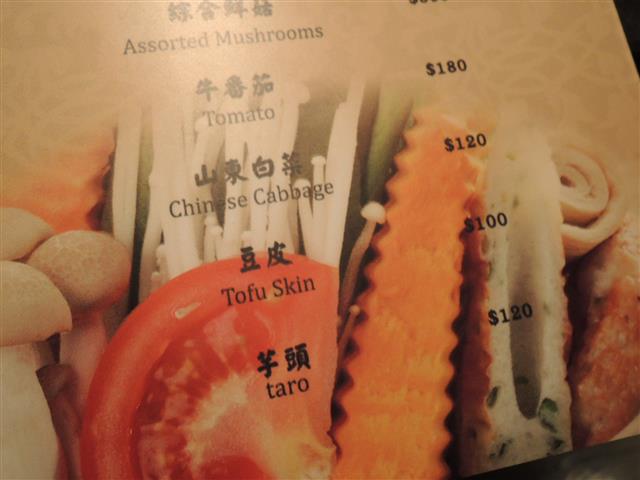 綜合鮮菇
Assorted Mushrooms
牛番茄 $180
Tomato
山東白菜 $120
Chinese Cabbage
豆皮 $100
Tofu Skin
芋頭 $120
taro